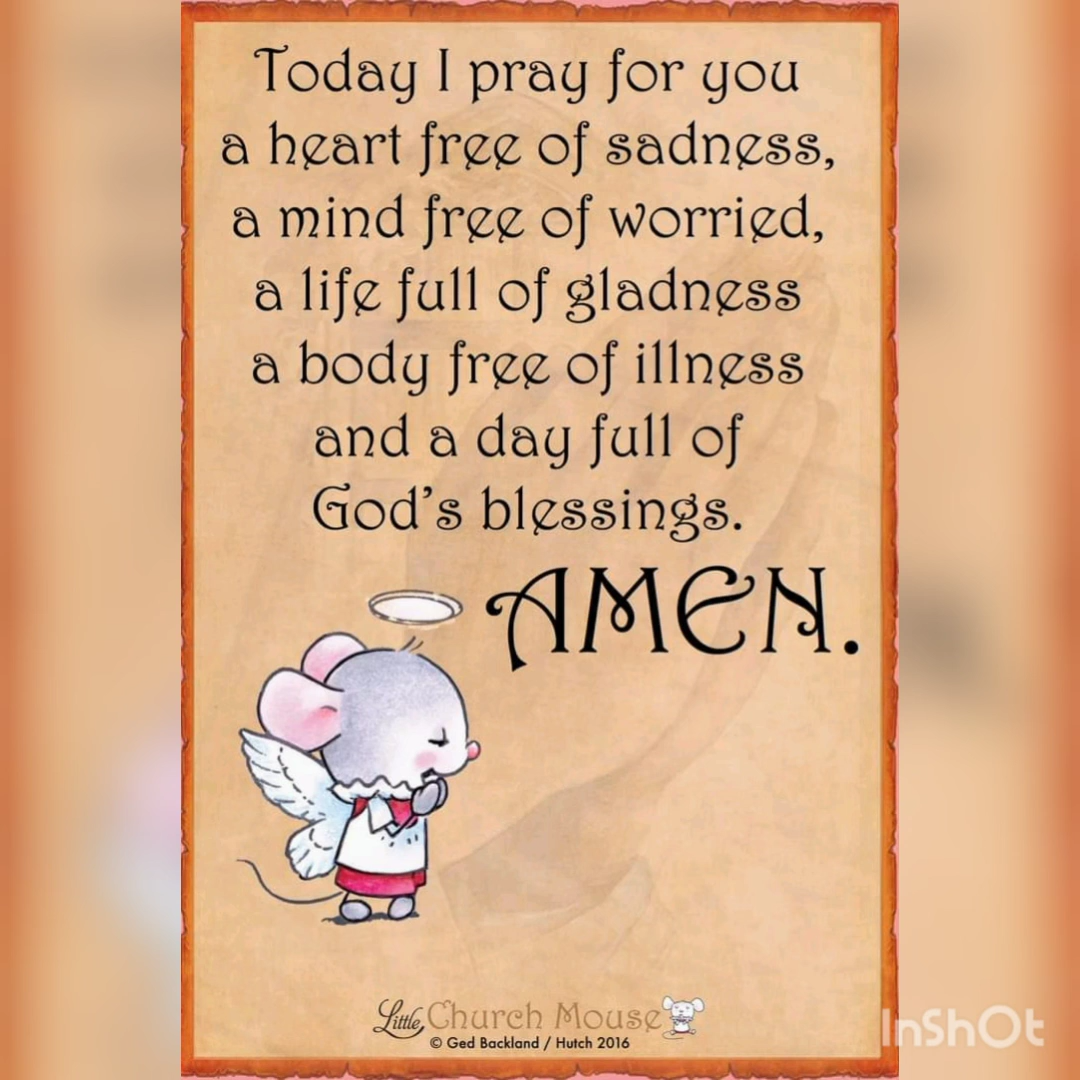 Today I pray for you
a heart free of sadness,
a mind free of worried,
a life full of gladness
a body free of illness
and a day full of
God's blessings.
AMEN.
Little Church Mouse
© Ged Backland / Hutch 2016
InShOt